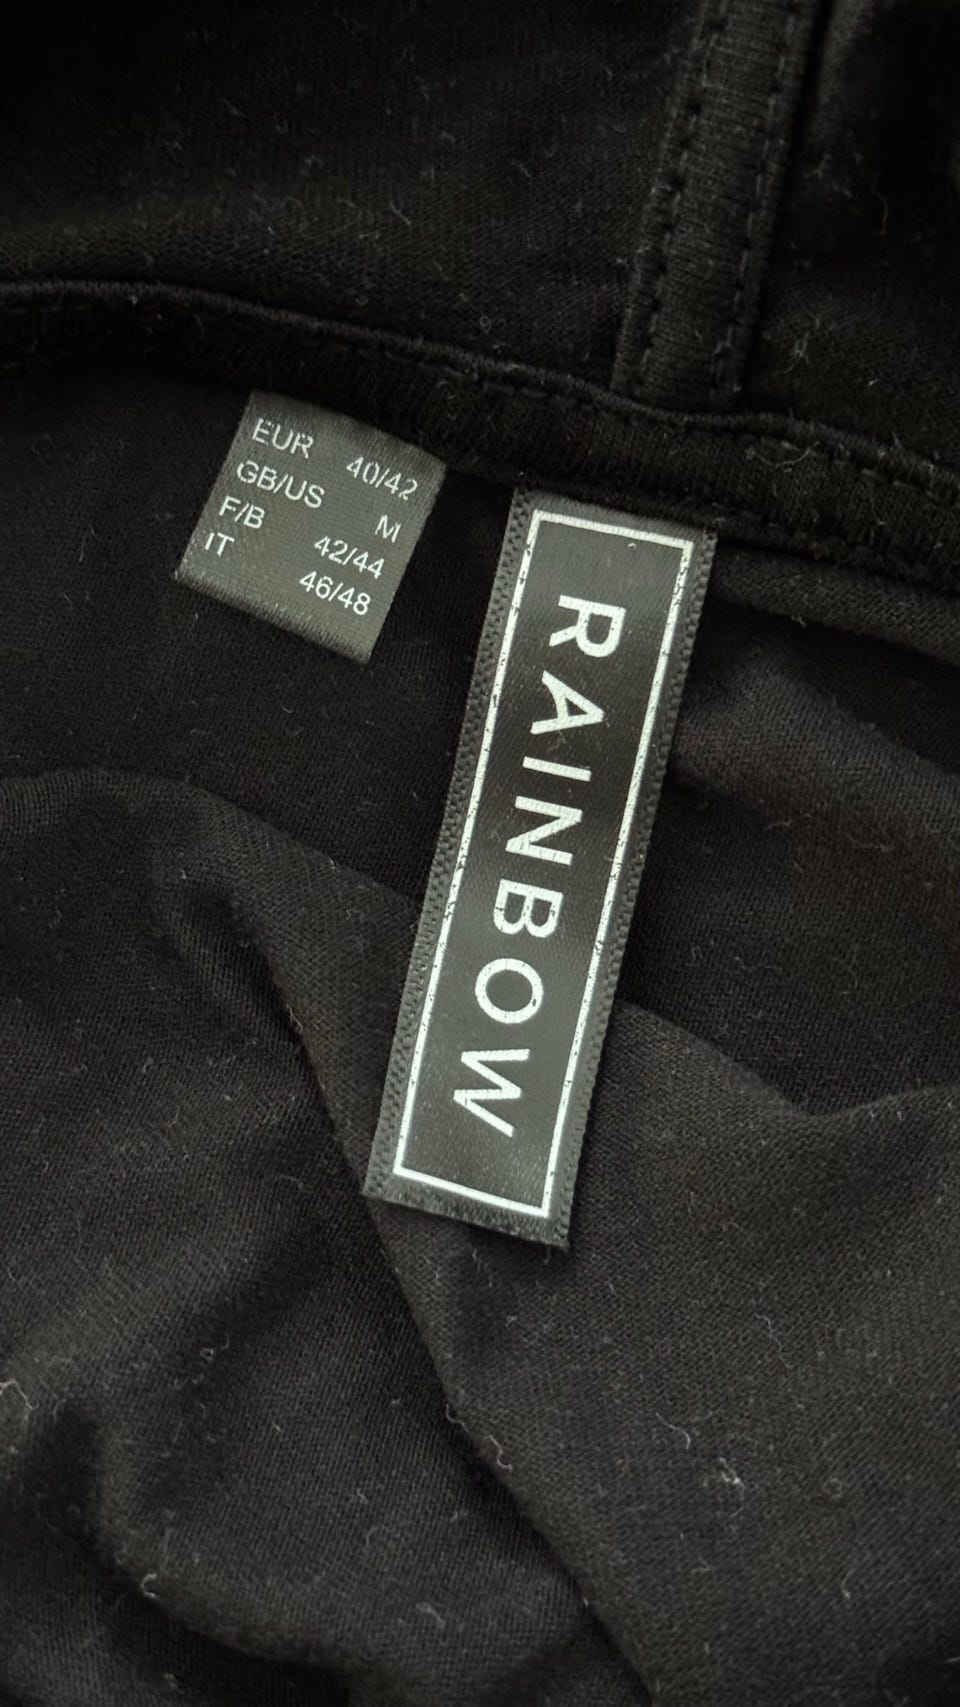 EUR 40/42
GB/US M
F/B 42/44
IT 46/48
RAINBOW